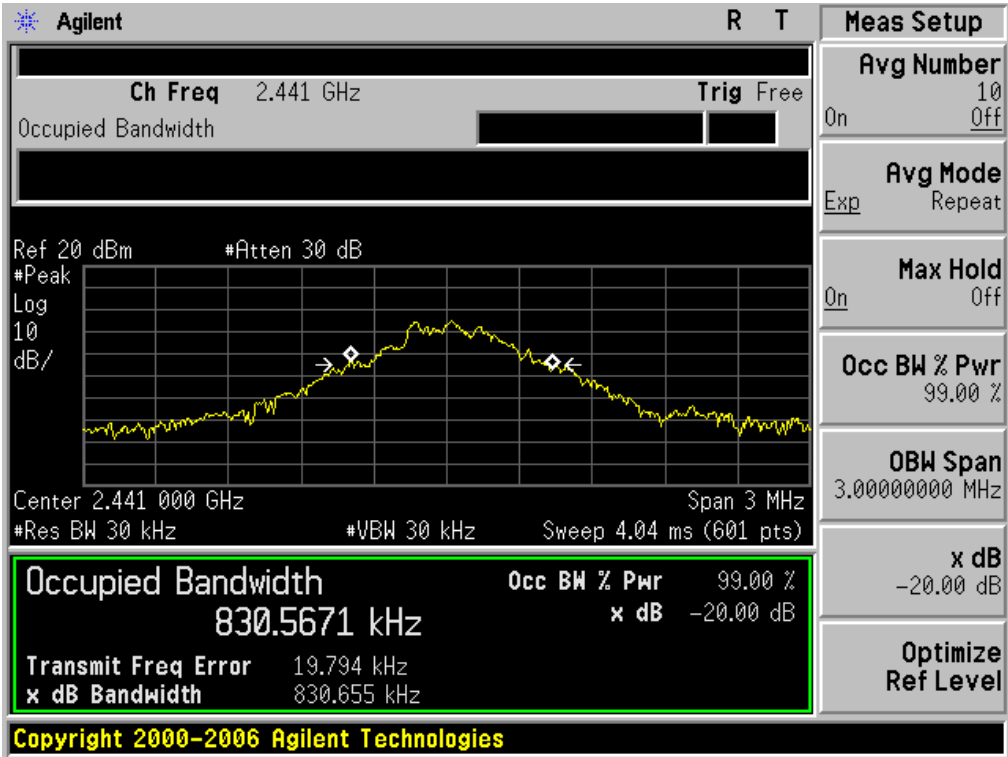 Agilent R T
Ch Freq 2.441 GHz Trig Free
Occupied Bandwidth
Ref 20 dBm #Atten 30 dB
#Peak
Log
10
dB/
Center 2.441 000 GHz Span 3 MHz
#Res BW 30 kHz #VBW 30 kHz Sweep 4.04 ms (601 pts)
Occupied Bandwidth Occ BW % Pwr 99.00 %
830.5671 kHz x dB -20.00 dB
Transmit Freq Error 19.794 kHz
x dB Bandwidth 830.655 kHz
Copyright 2000-2006 Agilent Technologies
Meas Setup
Avg Number
10
On Off
Avg Mode
Exp Repeat
Max Hold
On Off
Occ BW % Pwr
99.00 %
OBW Span
3.00000000 MHz
x dB
-20.00 dB
Optimize
Ref Level